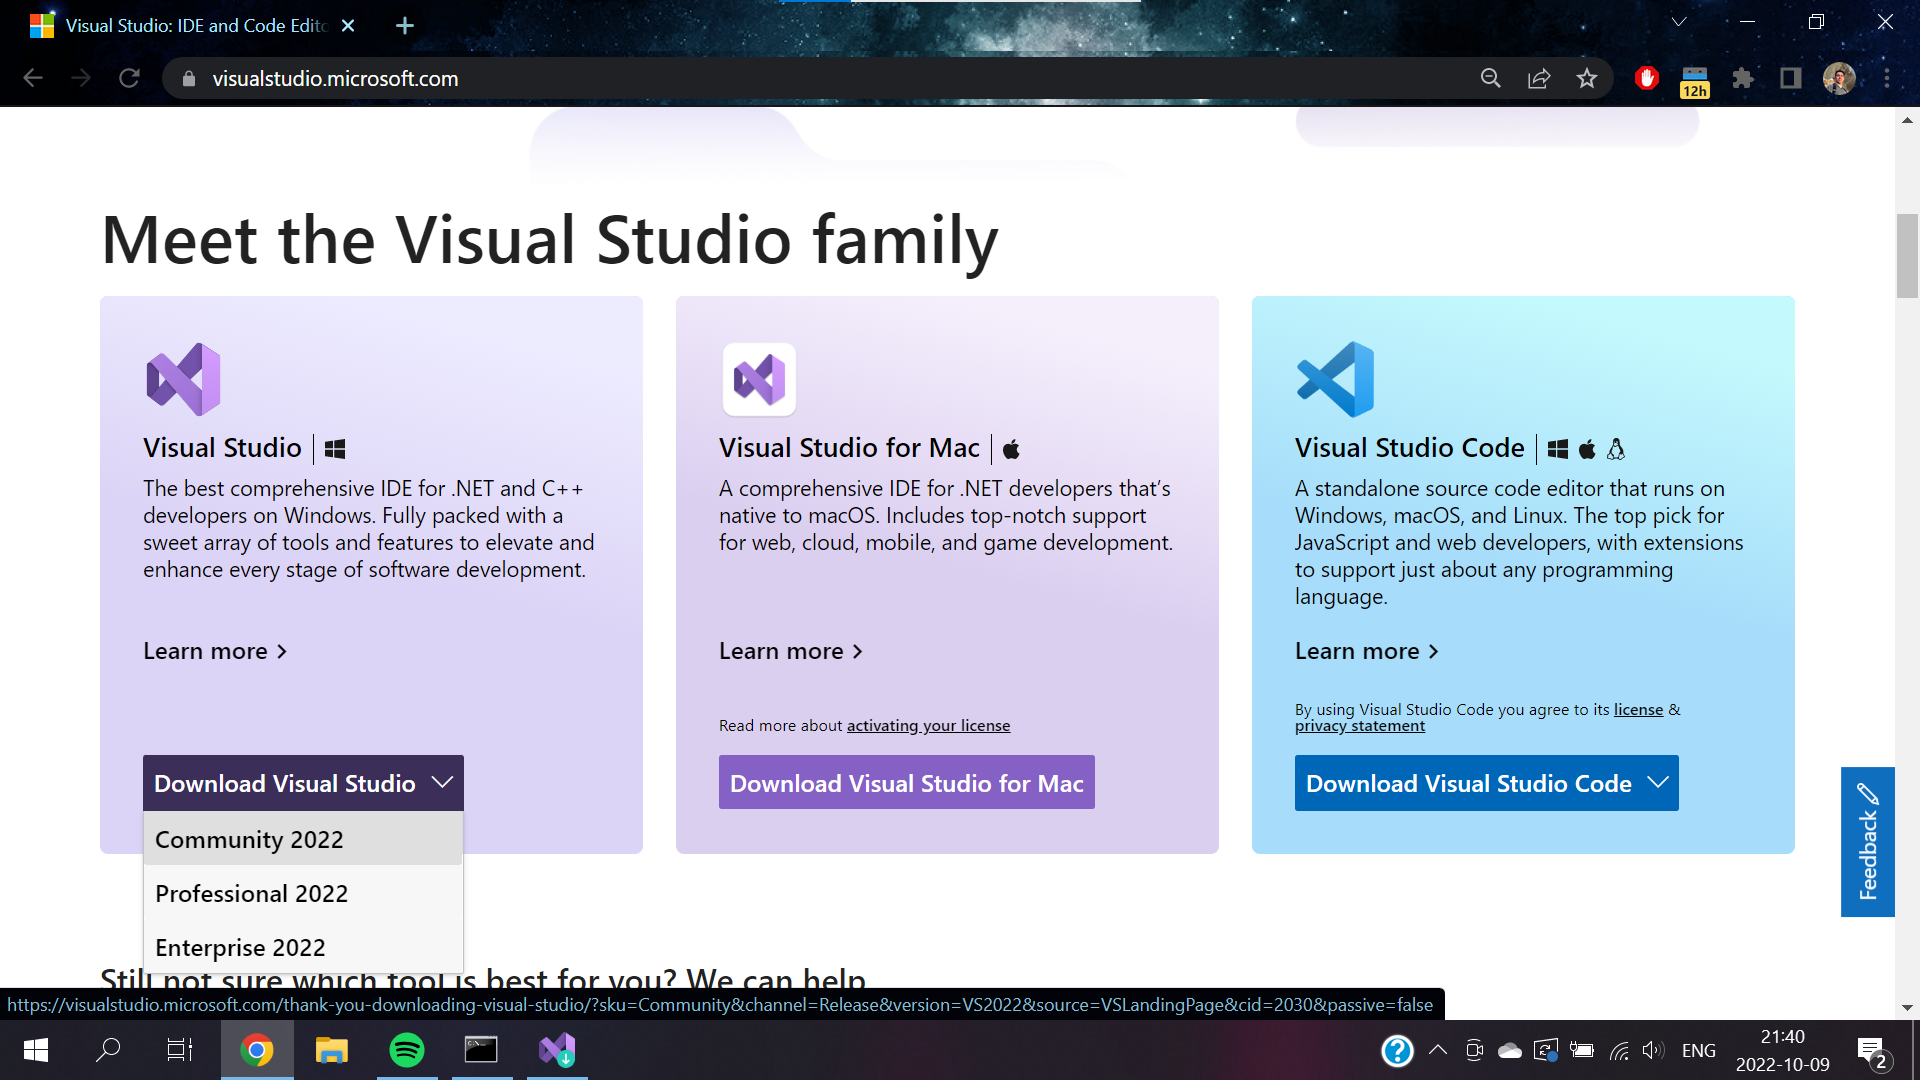 Visual Studio: IDE and Code Edito
visualstudio.microsoft.com
12h
Meet the Visual Studio family
Visual Studio
The best comprehensive IDE for .NET and C++
developers on Windows. Fully packed with a
sweet array of tools and features to elevate and
enhance every stage of software development.
Learn more
Download Visual Studio
Community 2022
Professional 2022
Enterprise 2022
Visual Studio for Mac
A comprehensive IDE for .NET developers that’s
native to macOS. Includes top-notch support
for web, cloud, mobile, and game development.
Learn more
Read more about activating your license
Download Visual Studio for Mac
Visual Studio Code
A standalone source code editor that runs on
Windows, macOS, and Linux. The top pick for
JavaScript and web developers, with extensions
to support just about any programming
language.
Learn more
By using Visual Studio Code you agree to its license &
privacy statement
Download Visual Studio Code
Feedback
Still not sure which tool is best for you? We can help
https://visualstudio.microsoft.com/thank-you-downloading-visual-studio/?sku=Community&channel=Release&version=VS2022&source=VSLandingPage&cid=2030&passive=false
ENG
21:40
2022-10-09
2